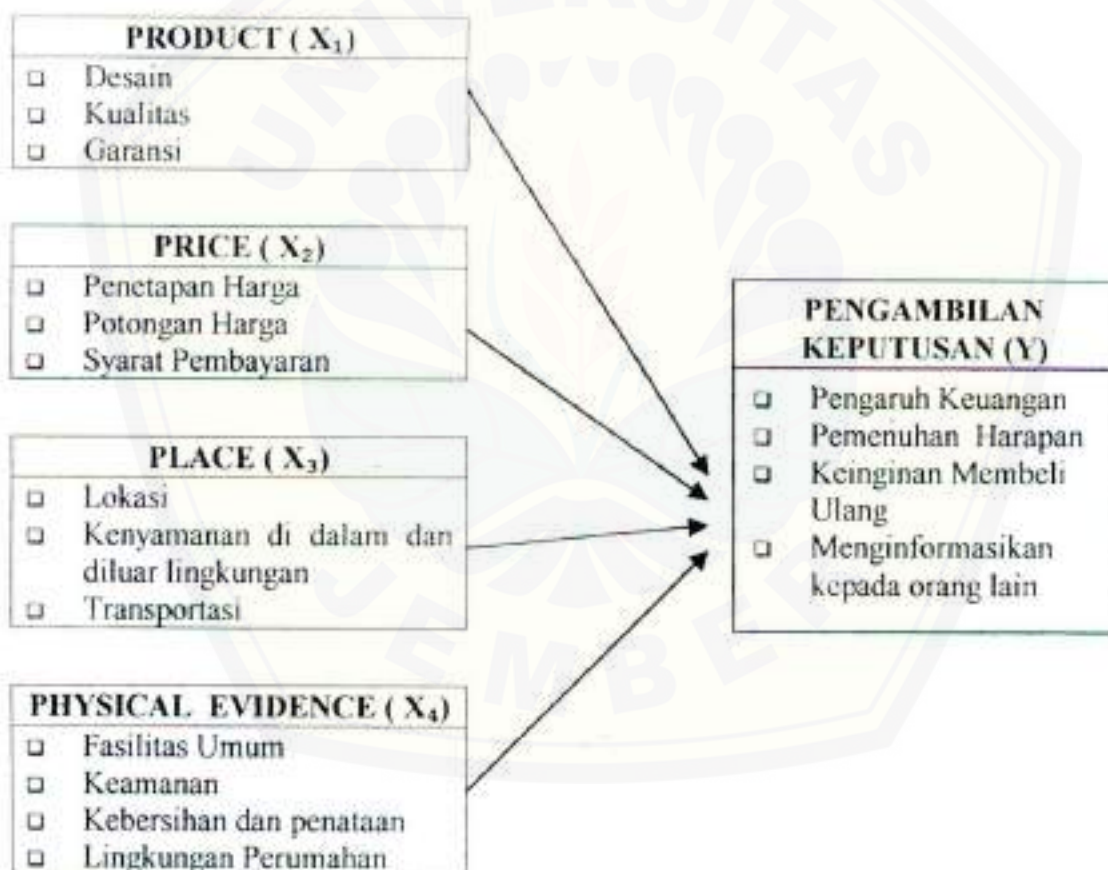 PRODUCT ( X₁)
❑ Desain
❑ Kualitas
❑ Garansi
PRICE ( X₂)
❑ Penetapan Harga
❑ Potongan Harga
❑ Syarat Pembayaran
PLACE ( X₃)
❑ Lokasi
❑ Kenyamanan di dalam dan
diluar lingkungan
❑ Transportasi
PHYSICAL EVIDENCE ( X₄)
❑ Fasilitas Umum
❑ Keamanan
❑ Kebersihan dan penataan
❑ Lingkungan Perumahan
PENGAMBILAN
KEPUTUSAN (Y)
❑ Pengaruh Keuangan
❑ Pemenuhan Harapan
❑ Keinginan Membeli
Ulang
❑ Menginformasikan
kepada orang lain
UNIVERSITAS
JEMBER